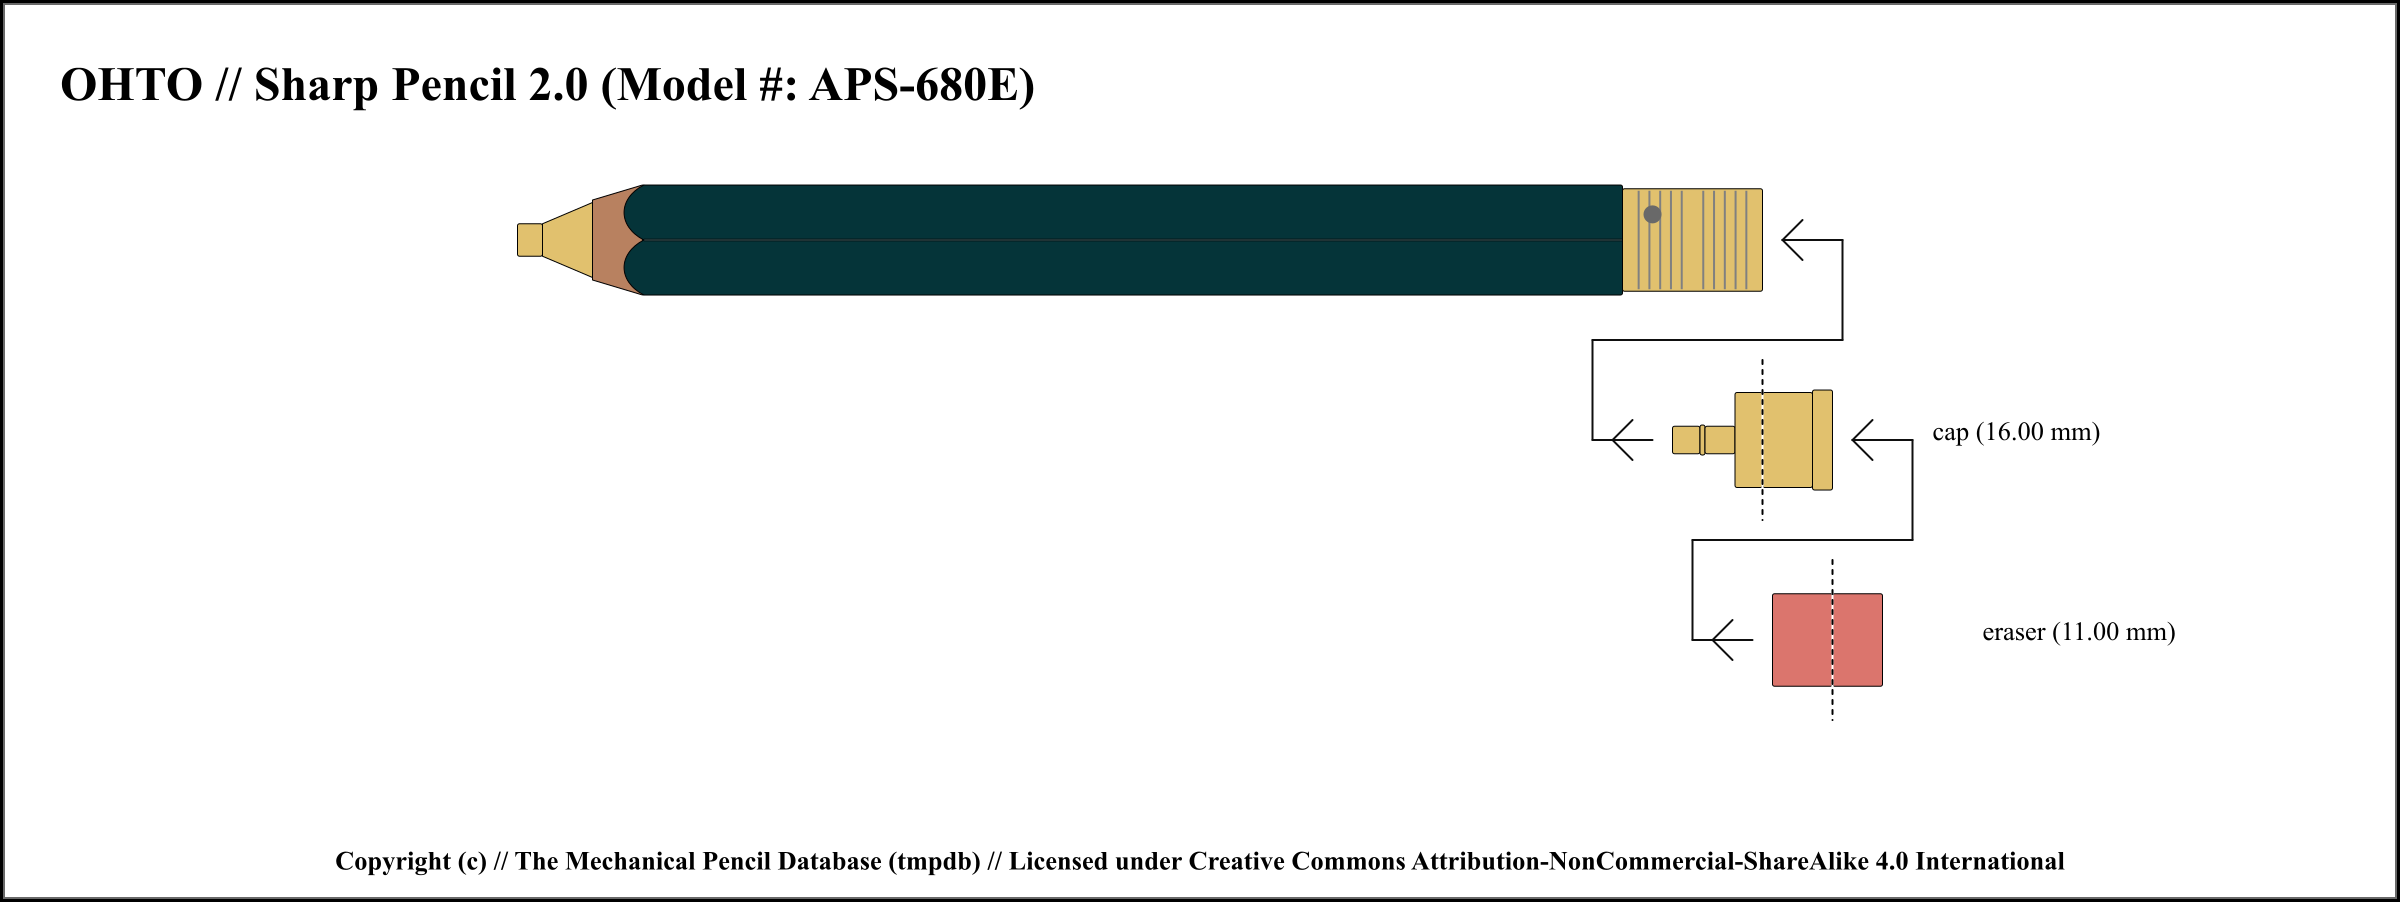 OHTO // Sharp Pencil 2.0 (Model #: APS-680E)
cap (16.00 mm)
eraser (11.00 mm)
Copyright (c) // The Mechanical Pencil Database (tmpdb) // Licensed under Creative Commons Attribution-NonCommercial-ShareAlike 4.0 International